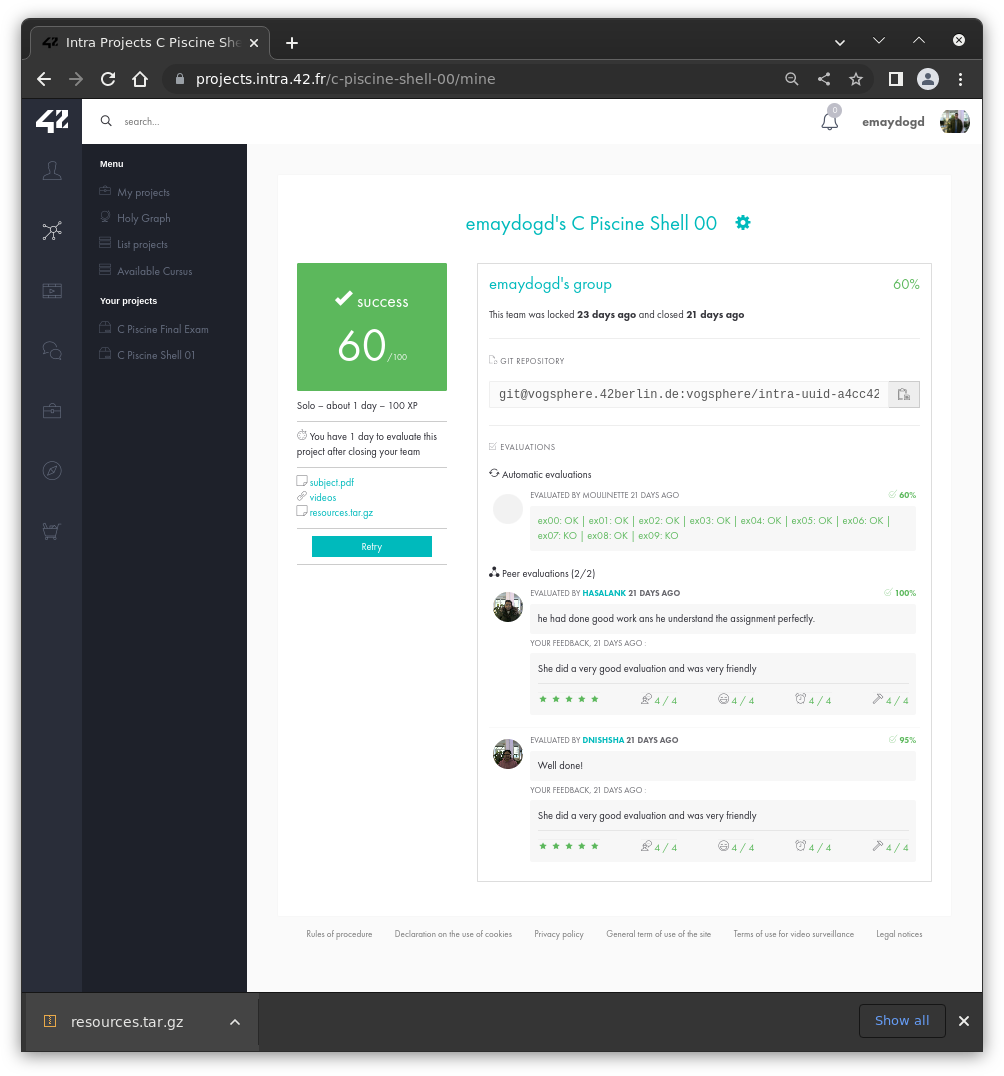 Intra Projects C Piscine She
projects.intra.42.fr/c-piscine-shell-00/mine
42
search...
0
emaydogd
Menu
My projects
Holy Graph
List projects
Available Cursus
Your projects
C Piscine Final Exam
C Piscine Shell 01
emaydogd's C Piscine Shell 00
success
60/100
Solo – about 1 day – 100 XP
You have 1 day to evaluate this
project after closing your team
subject.pdf
videos
resources.tar.gz
Retry
emaydogd's group 60%
This team was locked 23 days ago and closed 21 days ago
GIT REPOSITORY
git@vogsphere.42berlin.de:vogsphere/intra-uuid-a4cc42
EVALUATIONS
Automatic evaluations
EVALUATED BY MOULINETTE 21 DAYS AGO 60%
ex00: OK | ex01: OK | ex02: OK | ex03: OK | ex04: OK | ex05: OK | ex06: OK |
ex07: KO | ex08: OK | ex09: KO
Peer evaluations (2/2)
EVALUATED BY HASALANK 21 DAYS AGO 100%
he had done good work ans he understand the assignment perfectly.
YOUR FEEDBACK, 21 DAYS AGO :
She did a very good evaluation and was very friendly
4 / 4 4 / 4 4 / 4 4 / 4
EVALUATED BY DNISHSHA 21 DAYS AGO 95%
Well done!
YOUR FEEDBACK, 21 DAYS AGO :
She did a very good evaluation and was very friendly
4 / 4 4 / 4 4 / 4 4 / 4
Rules of procedure Declaration on the use of cookies Privacy policy General term of use of the site Terms of use for video surveillance Legal notices
resources.tar.gz
Show all